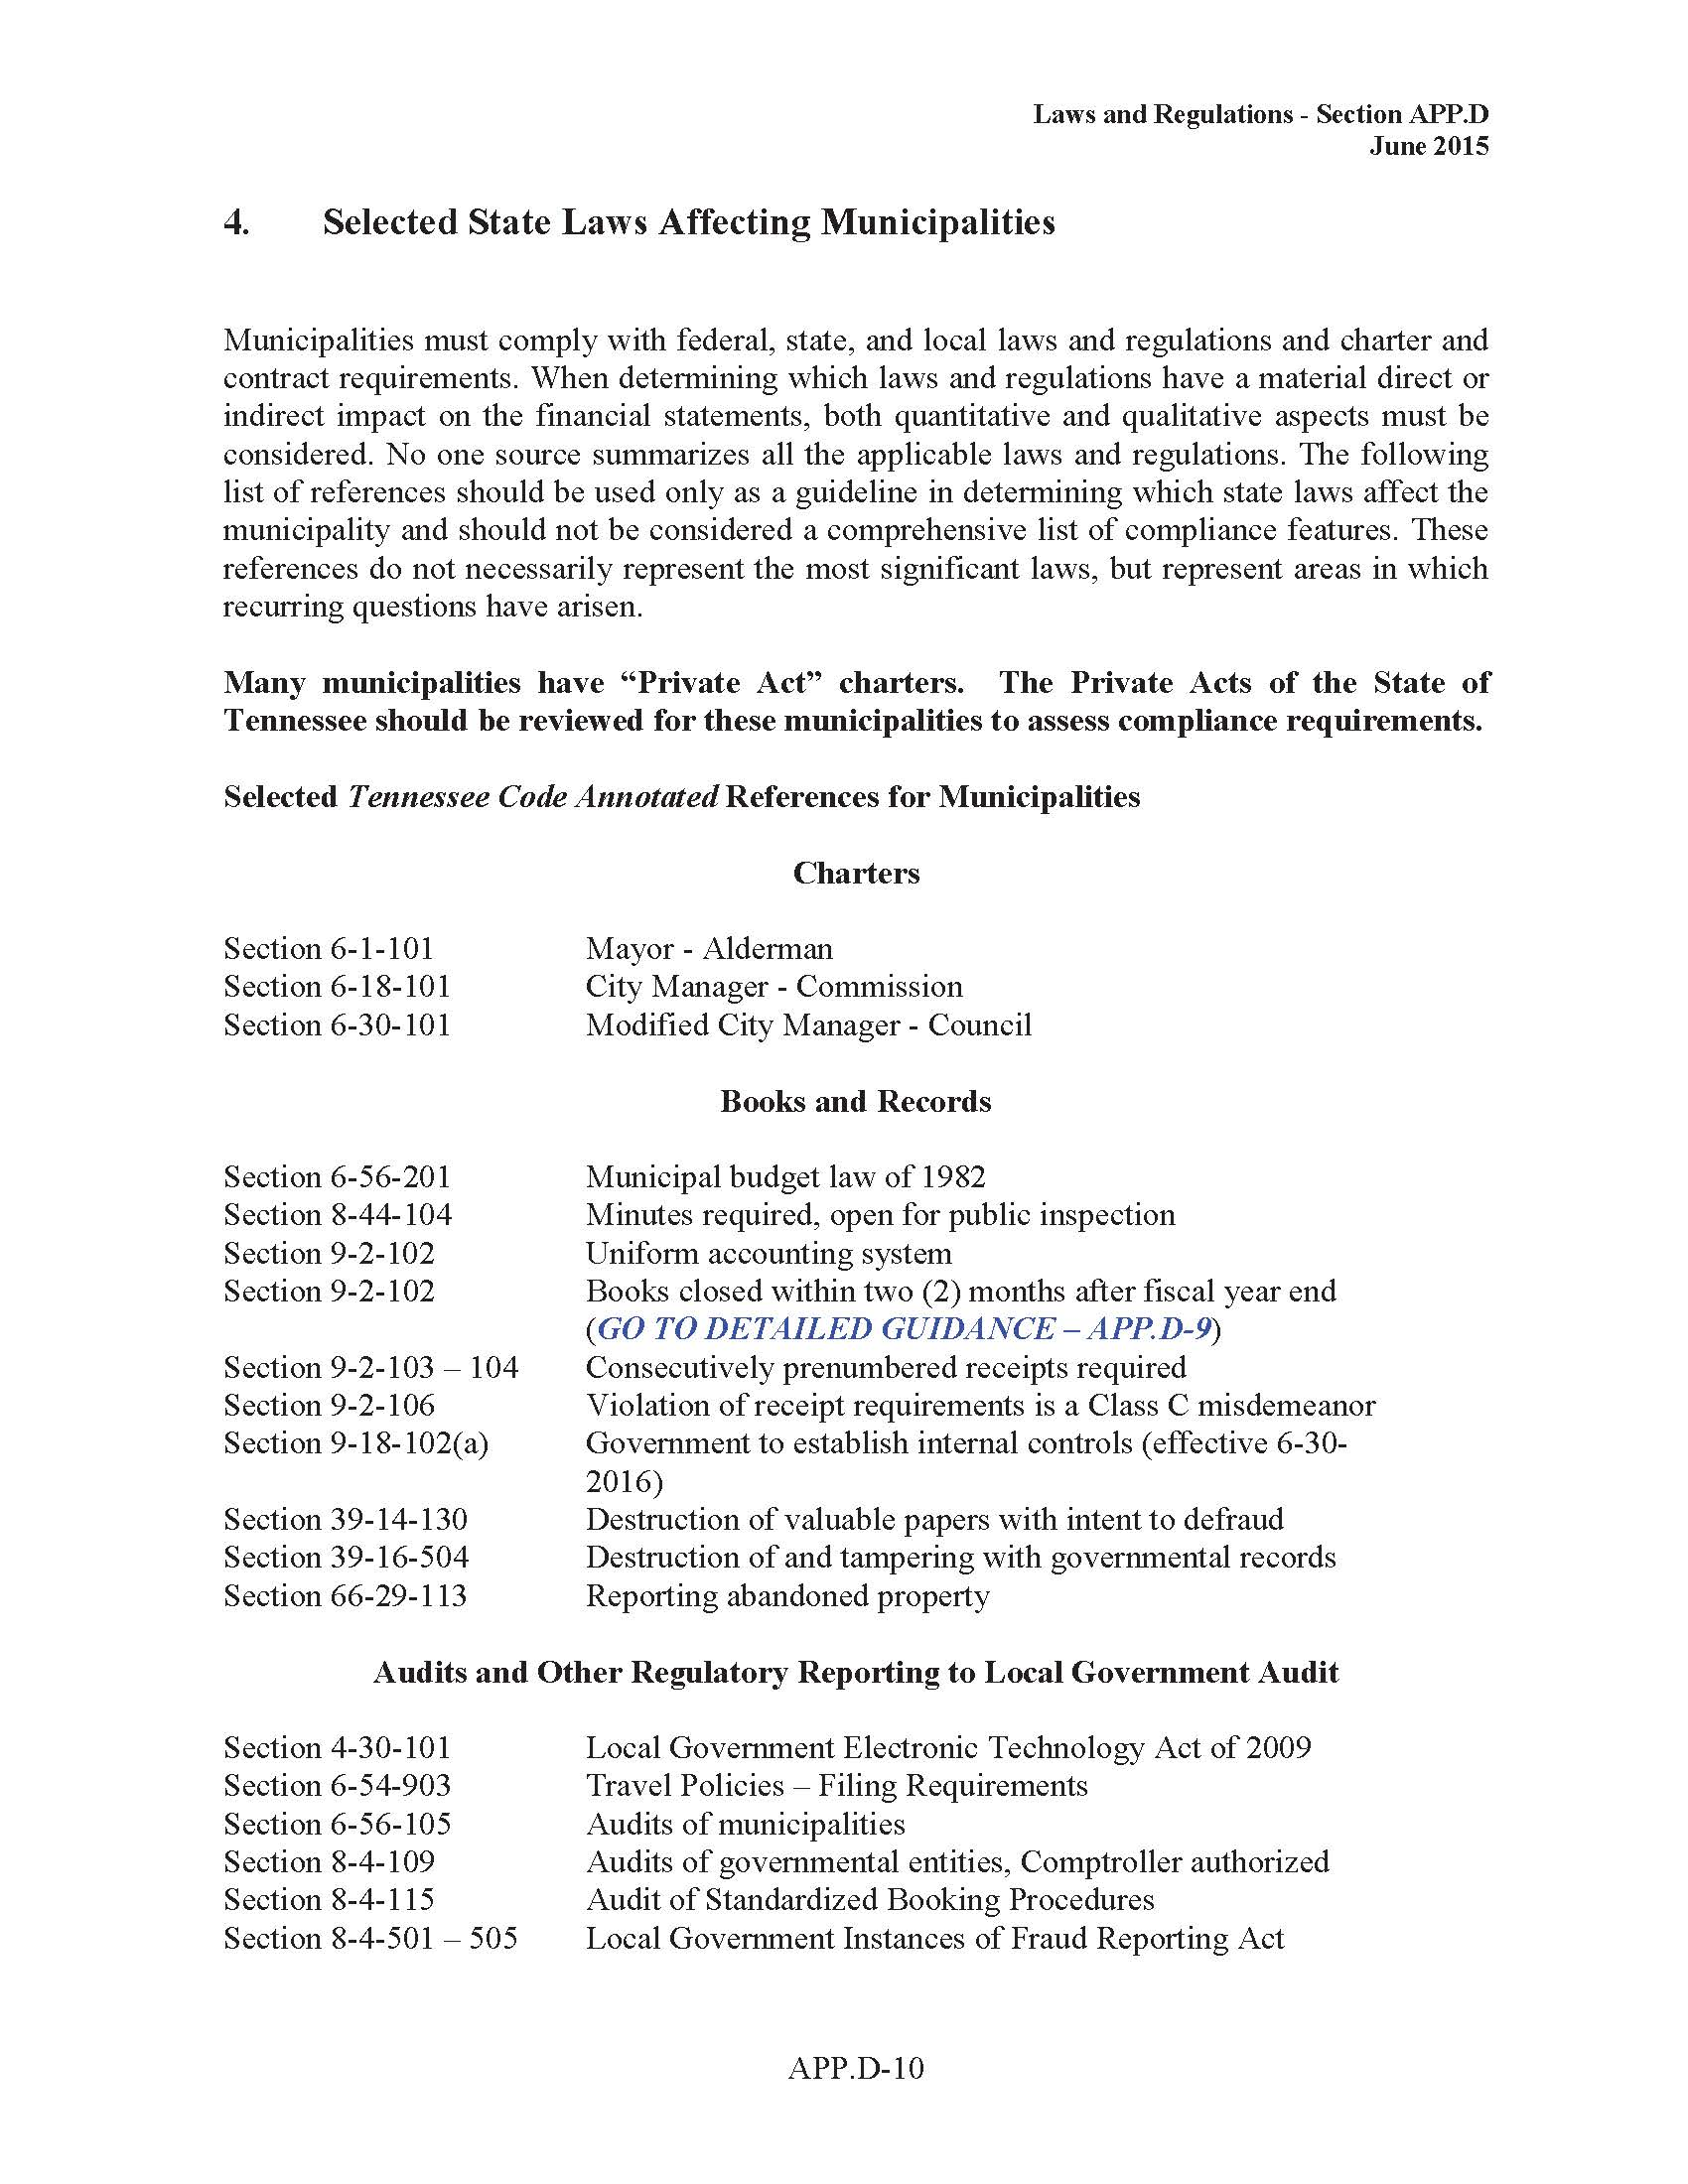 Laws and Regulations - Section APP.D
June 2015
4. Selected State Laws Affecting Municipalities
Municipalities must comply with federal, state, and local laws and regulations and charter and
contract requirements. When determining which laws and regulations have a material direct or
indirect impact on the financial statements, both quantitative and qualitative aspects must be
considered. No one source summarizes all the applicable laws and regulations. The following
list of references should be used only as a guideline in determining which state laws affect the
municipality and should not be considered a comprehensive list of compliance features. These
references do not necessarily represent the most significant laws, but represent areas in which
recurring questions have arisen.
Many municipalities have “Private Act” charters. The Private Acts of the State of
Tennessee should be reviewed for these municipalities to assess compliance requirements.
Selected Tennessee Code Annotated References for Municipalities
Charters
Section 6-1-101 Mayor - Alderman
Section 6-18-101 City Manager - Commission
Section 6-30-101 Modified City Manager - Council
Books and Records
Section 6-56-201 Municipal budget law of 1982
Section 8-44-104 Minutes required, open for public inspection
Section 9-2-102 Uniform accounting system
Section 9-2-102 Books closed within two (2) months after fiscal year end
(GO TO DETAILED GUIDANCE – APP.D-9)
Section 9-2-103 – 104 Consecutively prenumbered receipts required
Section 9-2-106 Violation of receipt requirements is a Class C misdemeanor
Section 9-18-102(a) Government to establish internal controls (effective 6-30-
2016)
Section 39-14-130 Destruction of valuable papers with intent to defraud
Section 39-16-504 Destruction of and tampering with governmental records
Section 66-29-113 Reporting abandoned property
Audits and Other Regulatory Reporting to Local Government Audit
Section 4-30-101 Local Government Electronic Technology Act of 2009
Section 6-54-903 Travel Policies – Filing Requirements
Section 6-56-105 Audits of municipalities
Section 8-4-109 Audits of governmental entities, Comptroller authorized
Section 8-4-115 Audit of Standardized Booking Procedures
Section 8-4-501 – 505 Local Government Instances of Fraud Reporting Act
APP.D-10